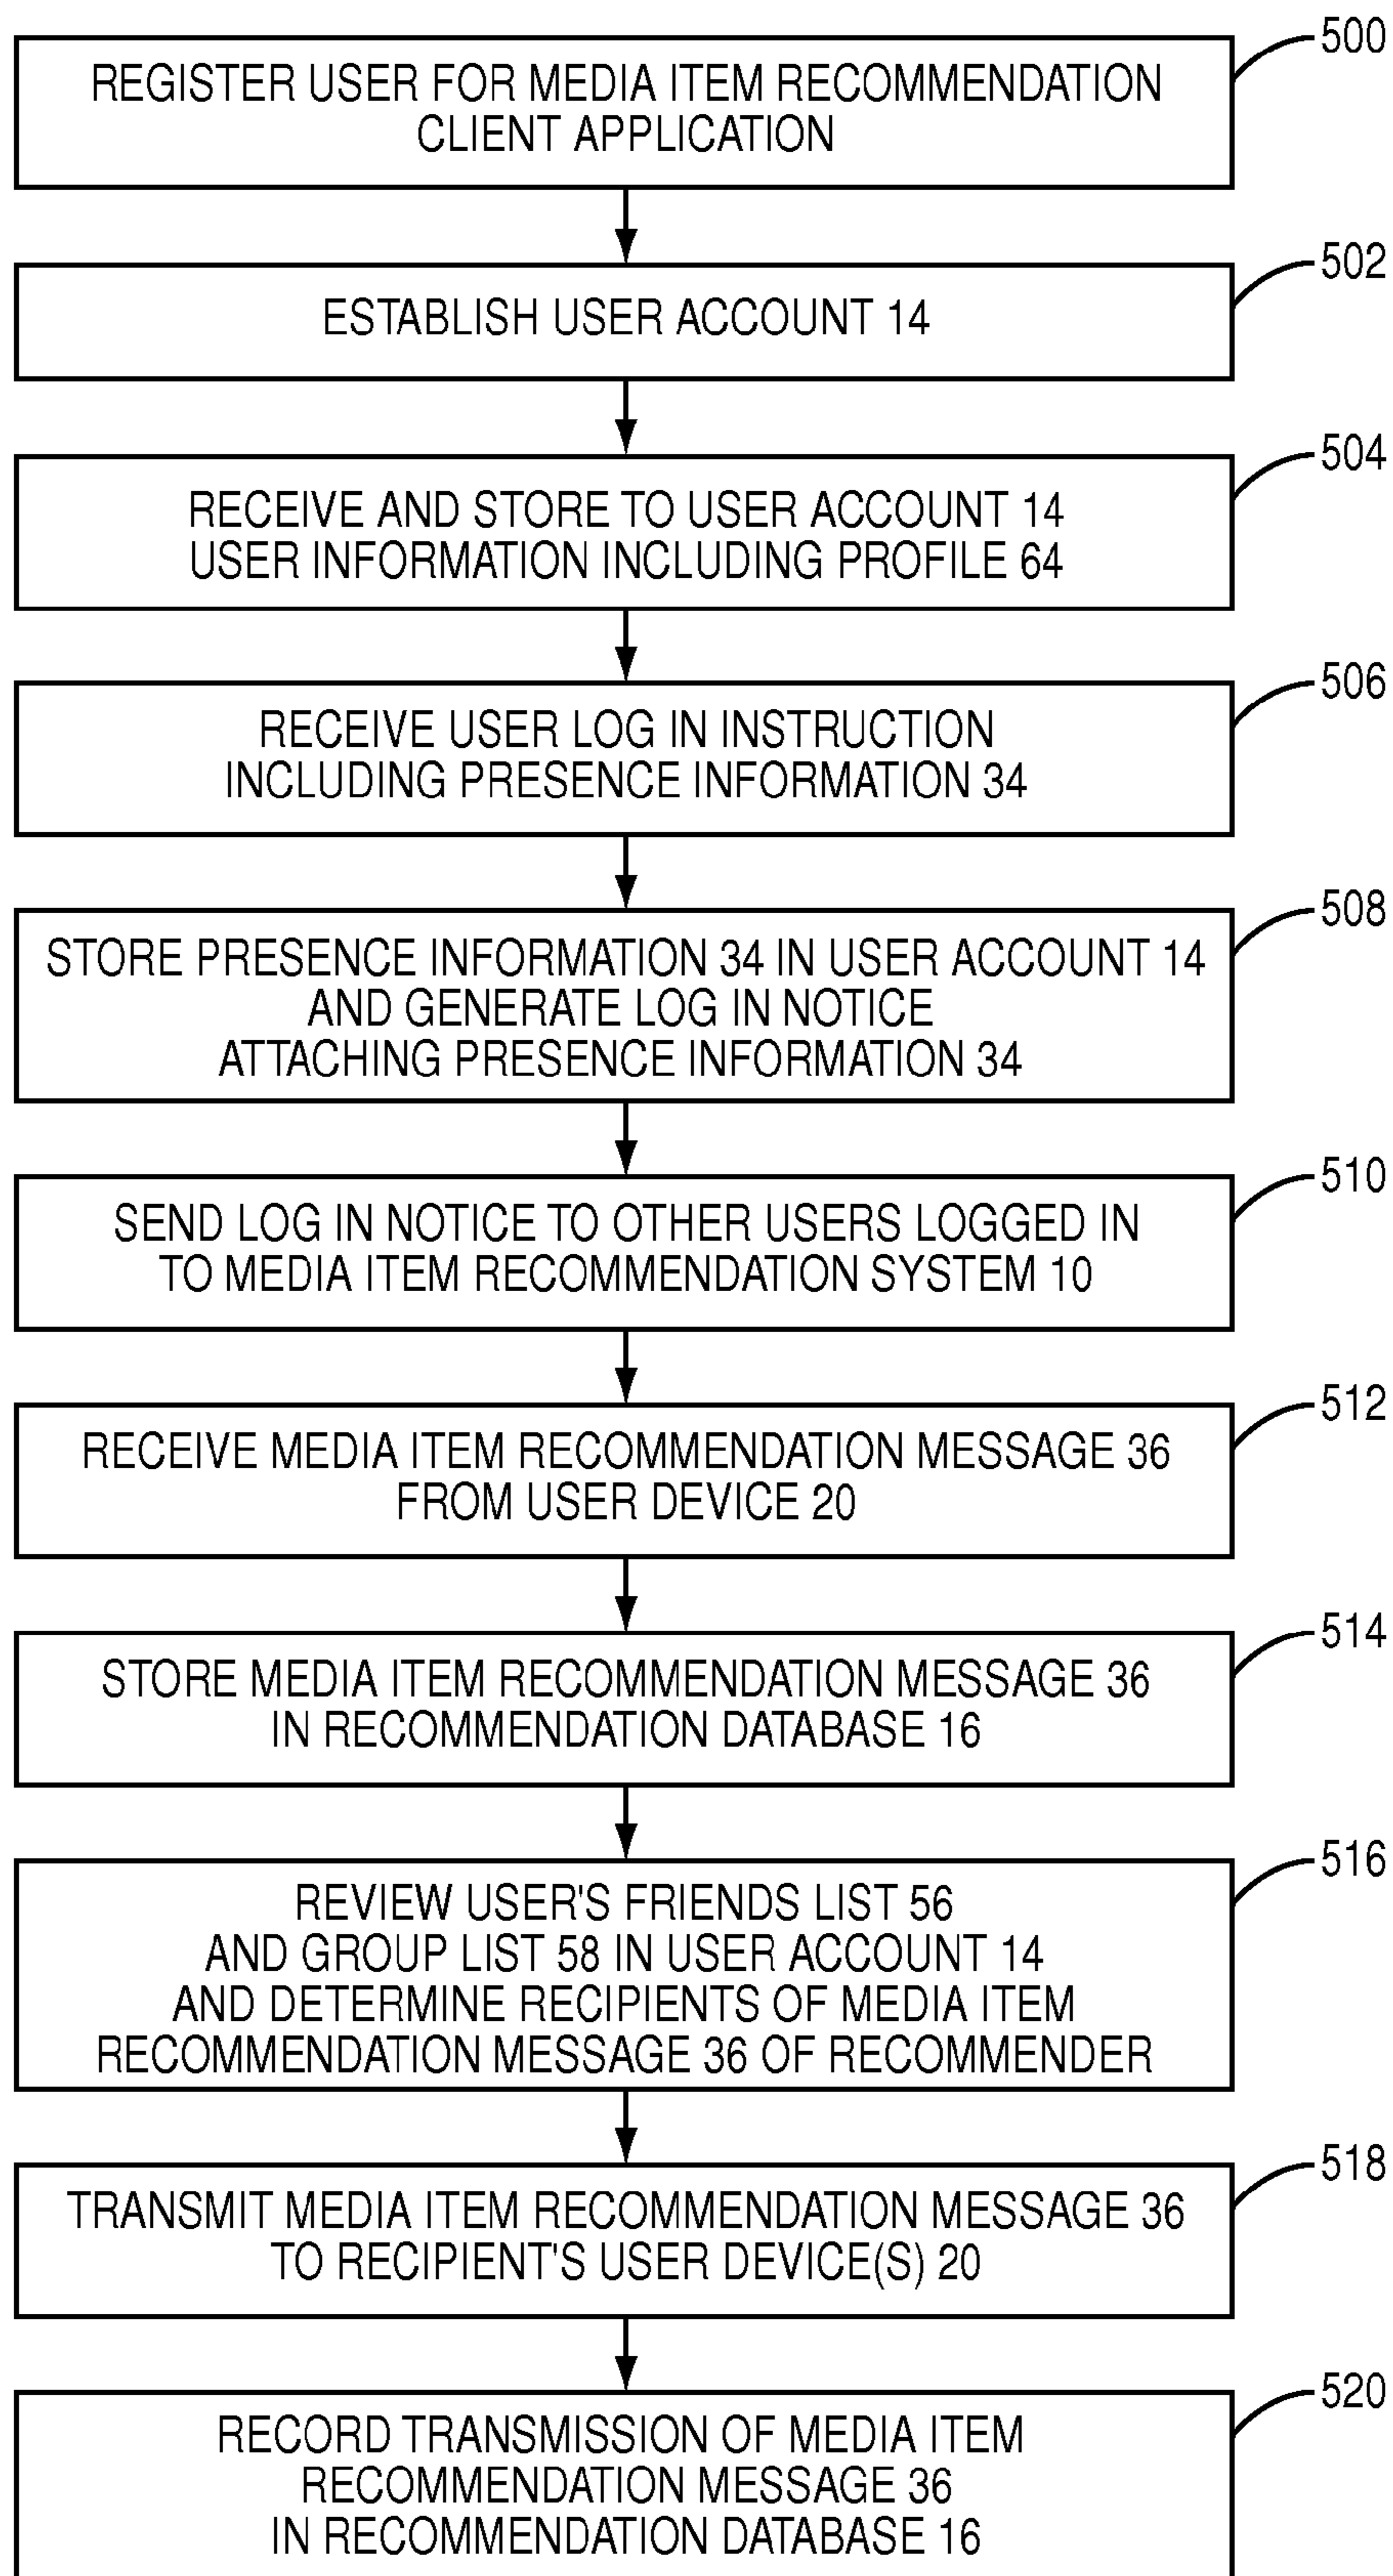 500
REGISTER USER FOR MEDIA ITEM RECOMMENDATION
CLIENT APPLICATION
502
ESTABLISH USER ACCOUNT 14
504
RECEIVE AND STORE TO USER ACCOUNT 14
USER INFORMATION INCLUDING PROFILE 64
506
RECEIVE USER LOG IN INSTRUCTION
INCLUDING PRESENCE INFORMATION 34
508
STORE PRESENCE INFORMATION 34 IN USER ACCOUNT 14
AND GENERATE LOG IN NOTICE
ATTACHING PRESENCE INFORMATION 34
510
SEND LOG IN NOTICE TO OTHER USERS LOGGED IN
TO MEDIA ITEM RECOMMENDATION SYSTEM 10
512
RECEIVE MEDIA ITEM RECOMMENDATION MESSAGE 36
FROM USER DEVICE 20
514
STORE MEDIA ITEM RECOMMENDATION MESSAGE 36
IN RECOMMENDATION DATABASE 16
516
REVIEW USER'S FRIENDS LIST 56
AND GROUP LIST 58 IN USER ACCOUNT 14
AND DETERMINE RECIPIENTS OF MEDIA ITEM
RECOMMENDATION MESSAGE 36 OF RECOMMENDER
518
TRANSMIT MEDIA ITEM RECOMMENDATION MESSAGE 36
TO RECIPIENT'S USER DEVICE(S) 20
520
RECORD TRANSMISSION OF MEDIA ITEM
RECOMMENDATION MESSAGE 36
IN RECOMMENDATION DATABASE 16